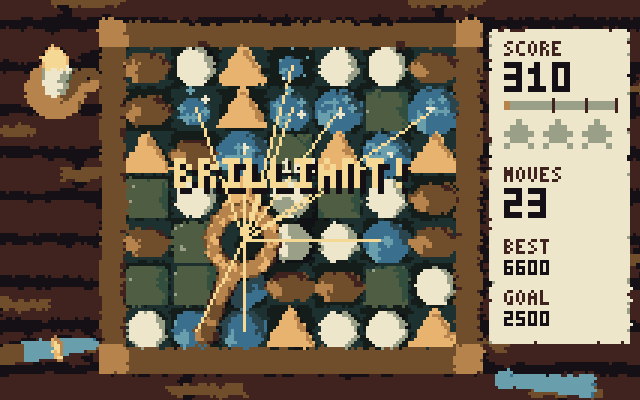 SCORE
310
BRILLIANT!
MOVES
23
BEST
6600
GOAL
2500